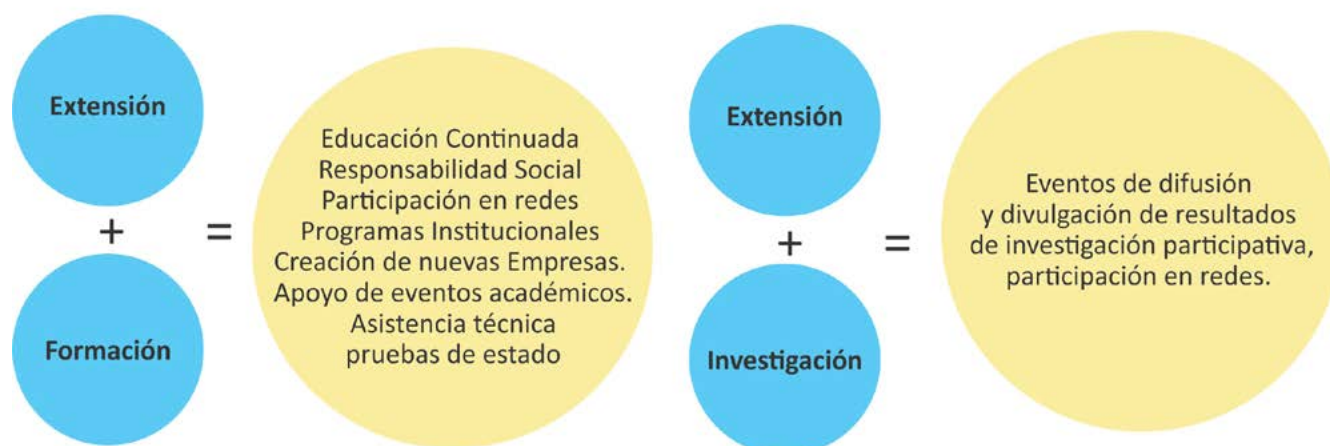 Extensión
+
Formación
=
Educación Continuada
Responsabilidad Social
Participación en redes
Programas Institucionales
Creación de nuevas Empresas.
Apoyo de eventos académicos.
Asistencia técnica
pruebas de estado
Extensión
+
Investigación
=
Eventos de difusión
y divulgación de resultados
de investigación participativa,
participación en redes.